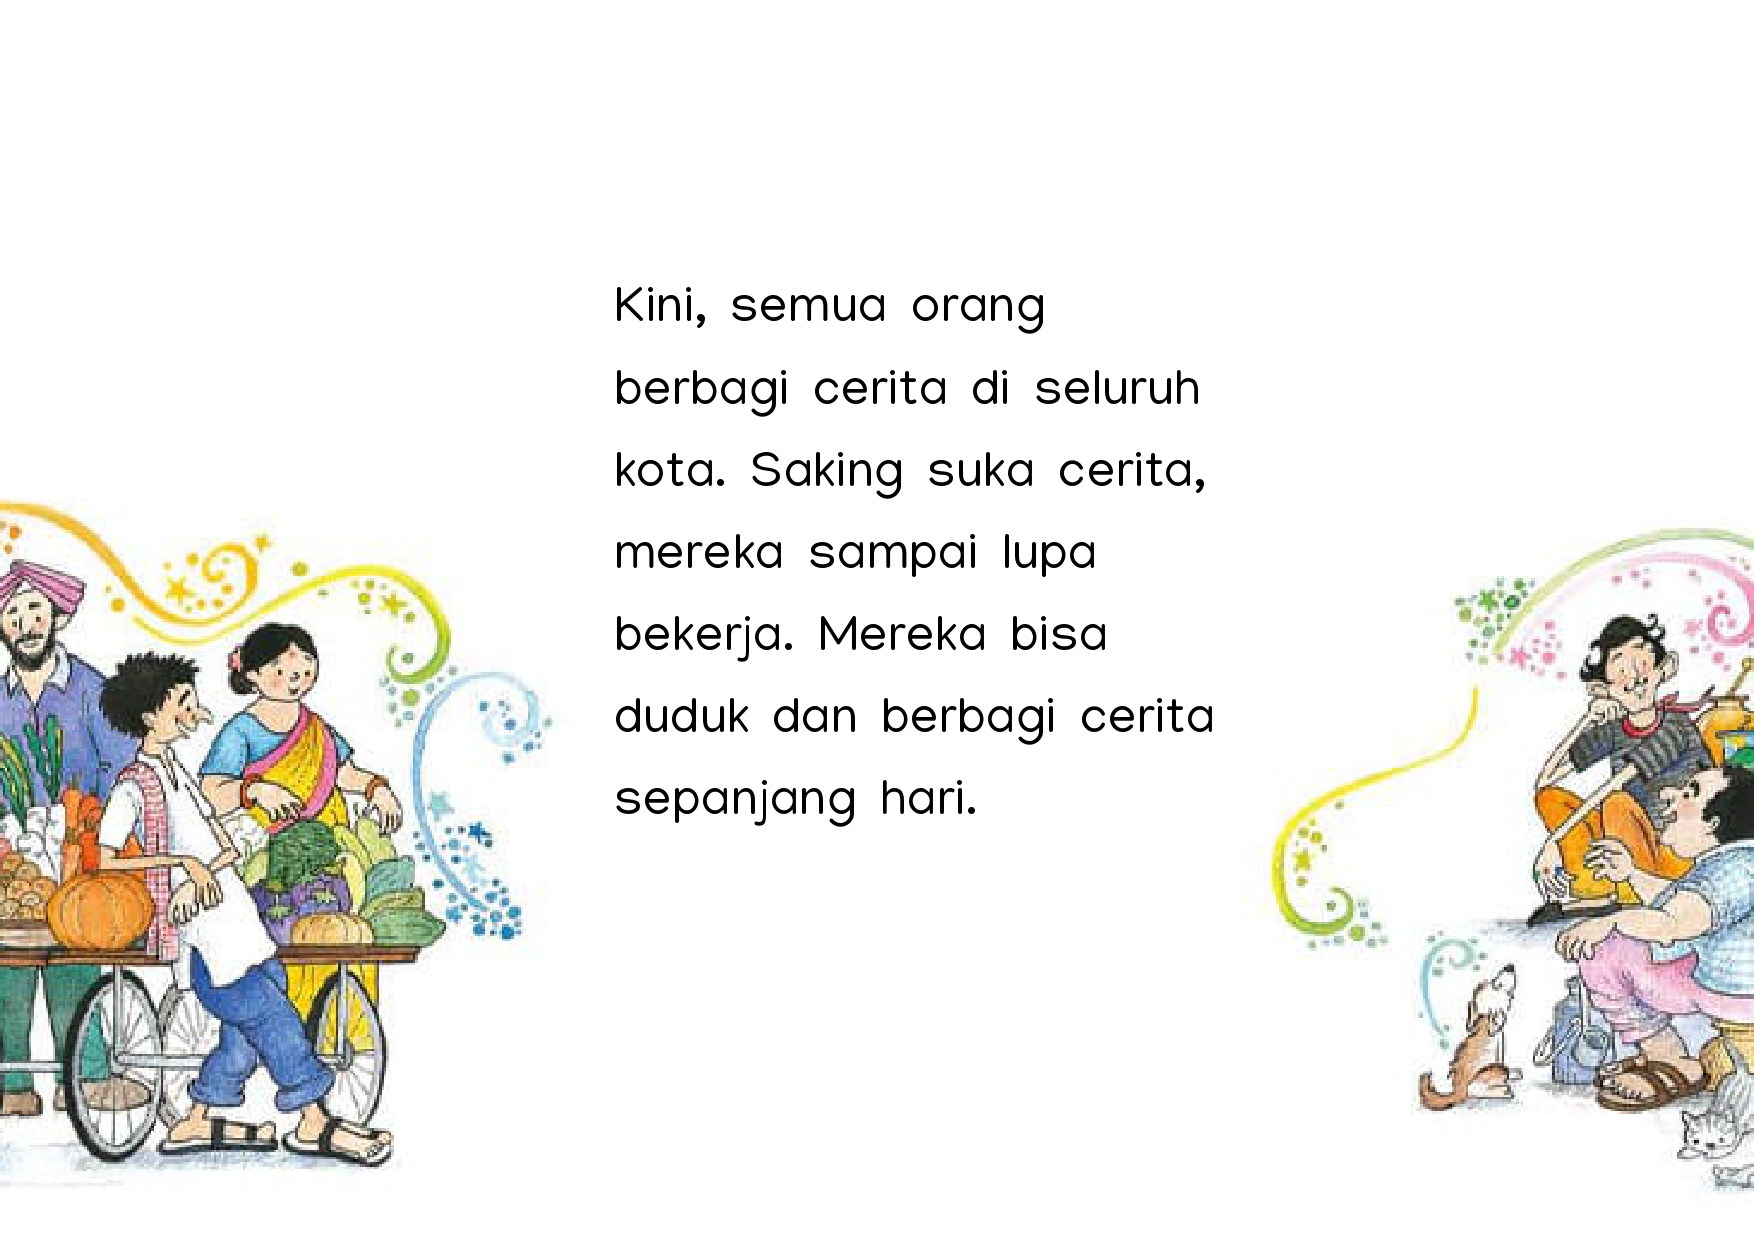 Kini, semua orang
berbagi cerita di seluruh
kota. Saking suka cerita,
mereka sampai lupa
bekerja. Mereka bisa
duduk dan berbagi cerita
sepanjang hari.